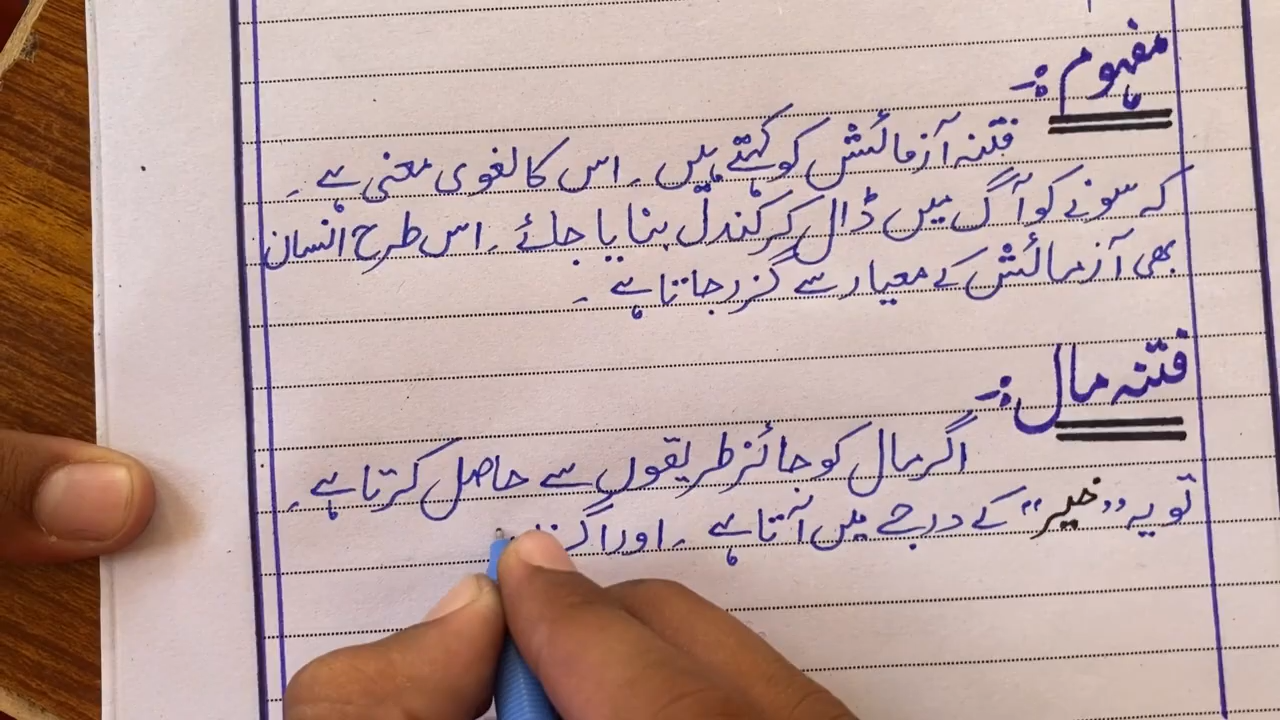 مفہوم :-
فتنہ آزمائش کو کہتے ہیں ۔ اس کا لغوی معنی ہے ۔
کہ سونے کو آگ میں ڈال کر کندل بنایا جائے ۔ اس طرح انسان
بھی آزمائش کے معیار سے گزر جاتا ہے ۔
فتنہ مال :-
اگر مال کو جائز طریقوں سے حاصل کرتا ہے ۔
تو یہ ”خیر“ کے درجے میں آتا ہے ۔ اور اگر